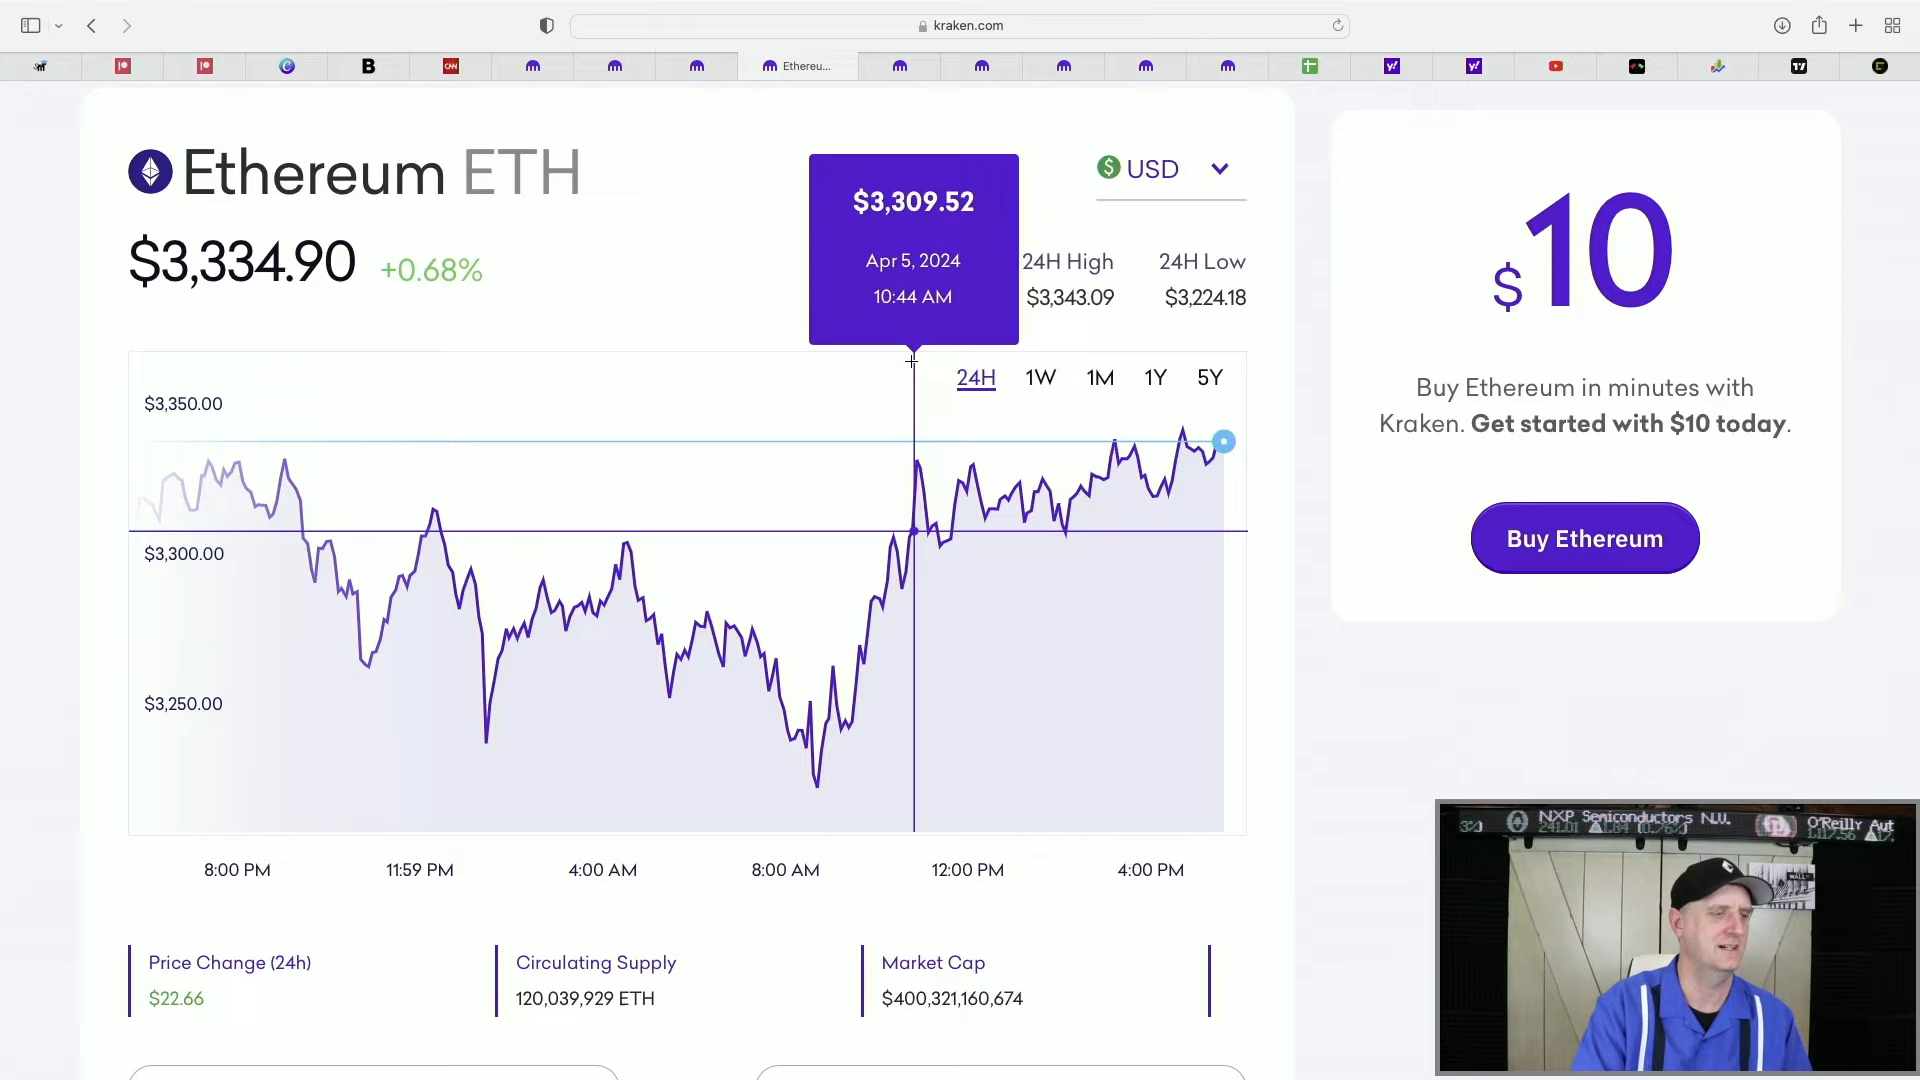 kraken.com
CNN
Ethereu...
Ethereum ETH
$3,334.90 +0.68%
$3,309.52
Apr 5, 2024
10:44 AM
USD
24H High
$3,343.09
24H Low
$3,224.18
24H 1W 1M 1Y 5Y
$3,350.00
$3,300.00
$3,250.00
8:00 PM 11:59 PM 4:00 AM 8:00 AM 12:00 PM 4:00 PM
Price Change (24h)
$22.66
Circulating Supply
120,039,929 ETH
Market Cap
$400,321,160,674
$10
Buy Ethereum in minutes with
Kraken. Get started with $10 today.
Buy Ethereum
NXP Semiconductors N.V.
O'Reilly Aut